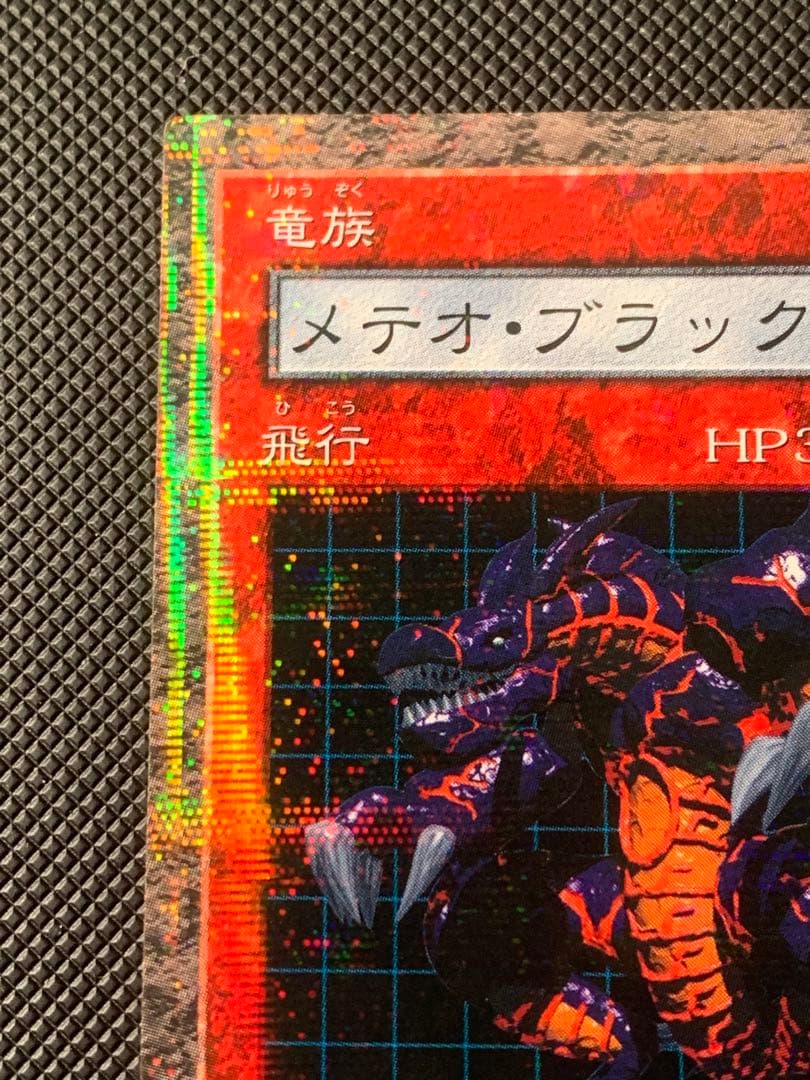 りゅう ぞく
竜族
メテオ・ブラック
ひ こう
飛行 HP3